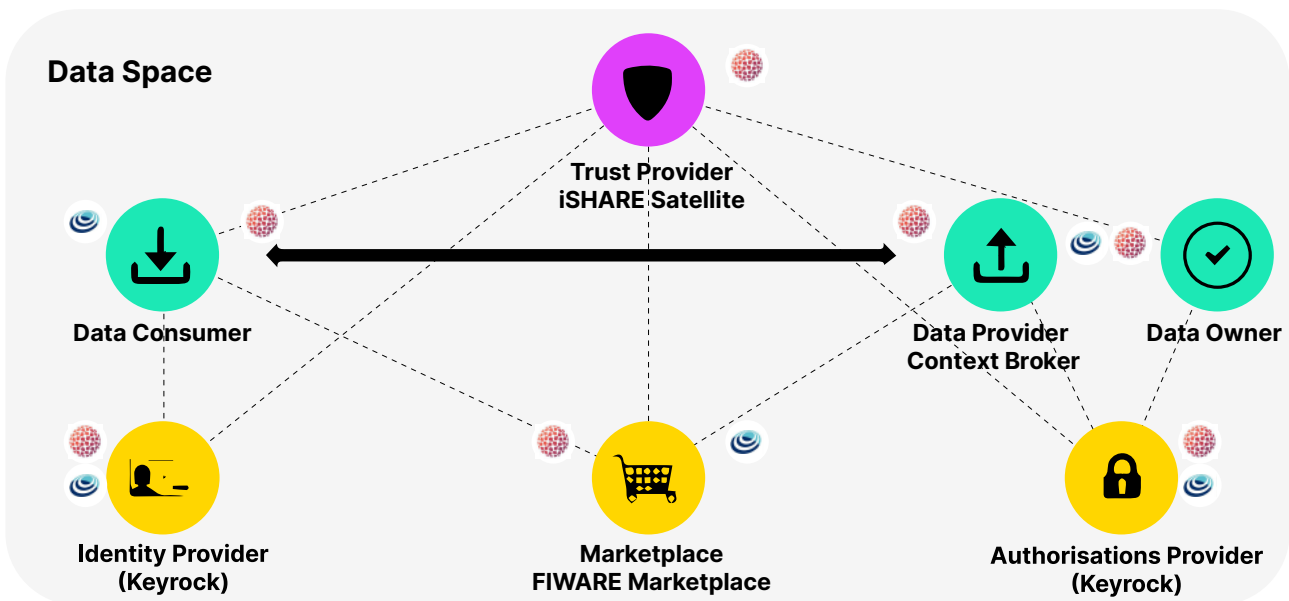 Data Space
Trust Provider
iSHARE Satellite
Data Consumer
Data Provider
Context Broker
Data Owner
Identity Provider
(Keyrock)
Marketplace
FIWARE Marketplace
Authorisations Provider
(Keyrock)